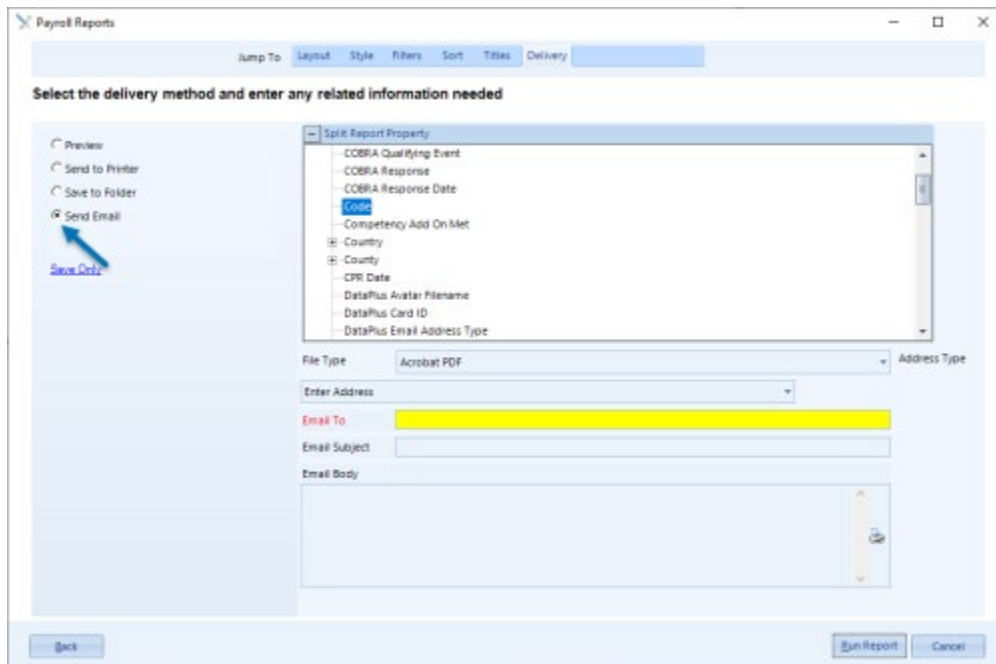 Payroll Reports
Jump To Layout Style Filters Sort Titles Delivery
Select the delivery method and enter any related information needed
Preview
Send to Printer
Save to Folder
Send Email
Save Only
Split Report Property
COBRA Qualifying Event
COBRA Response
COBRA Response Date
Code
Competency Add On Met
Country
County
CPR Date
DataPlus Avatar Filename
DataPlus Card ID
DataPlus Email Address Type
File Type Acrobat PDF Address Type
Enter Address
Email To
Email Subject
Email Body
Back Run Report Cancel